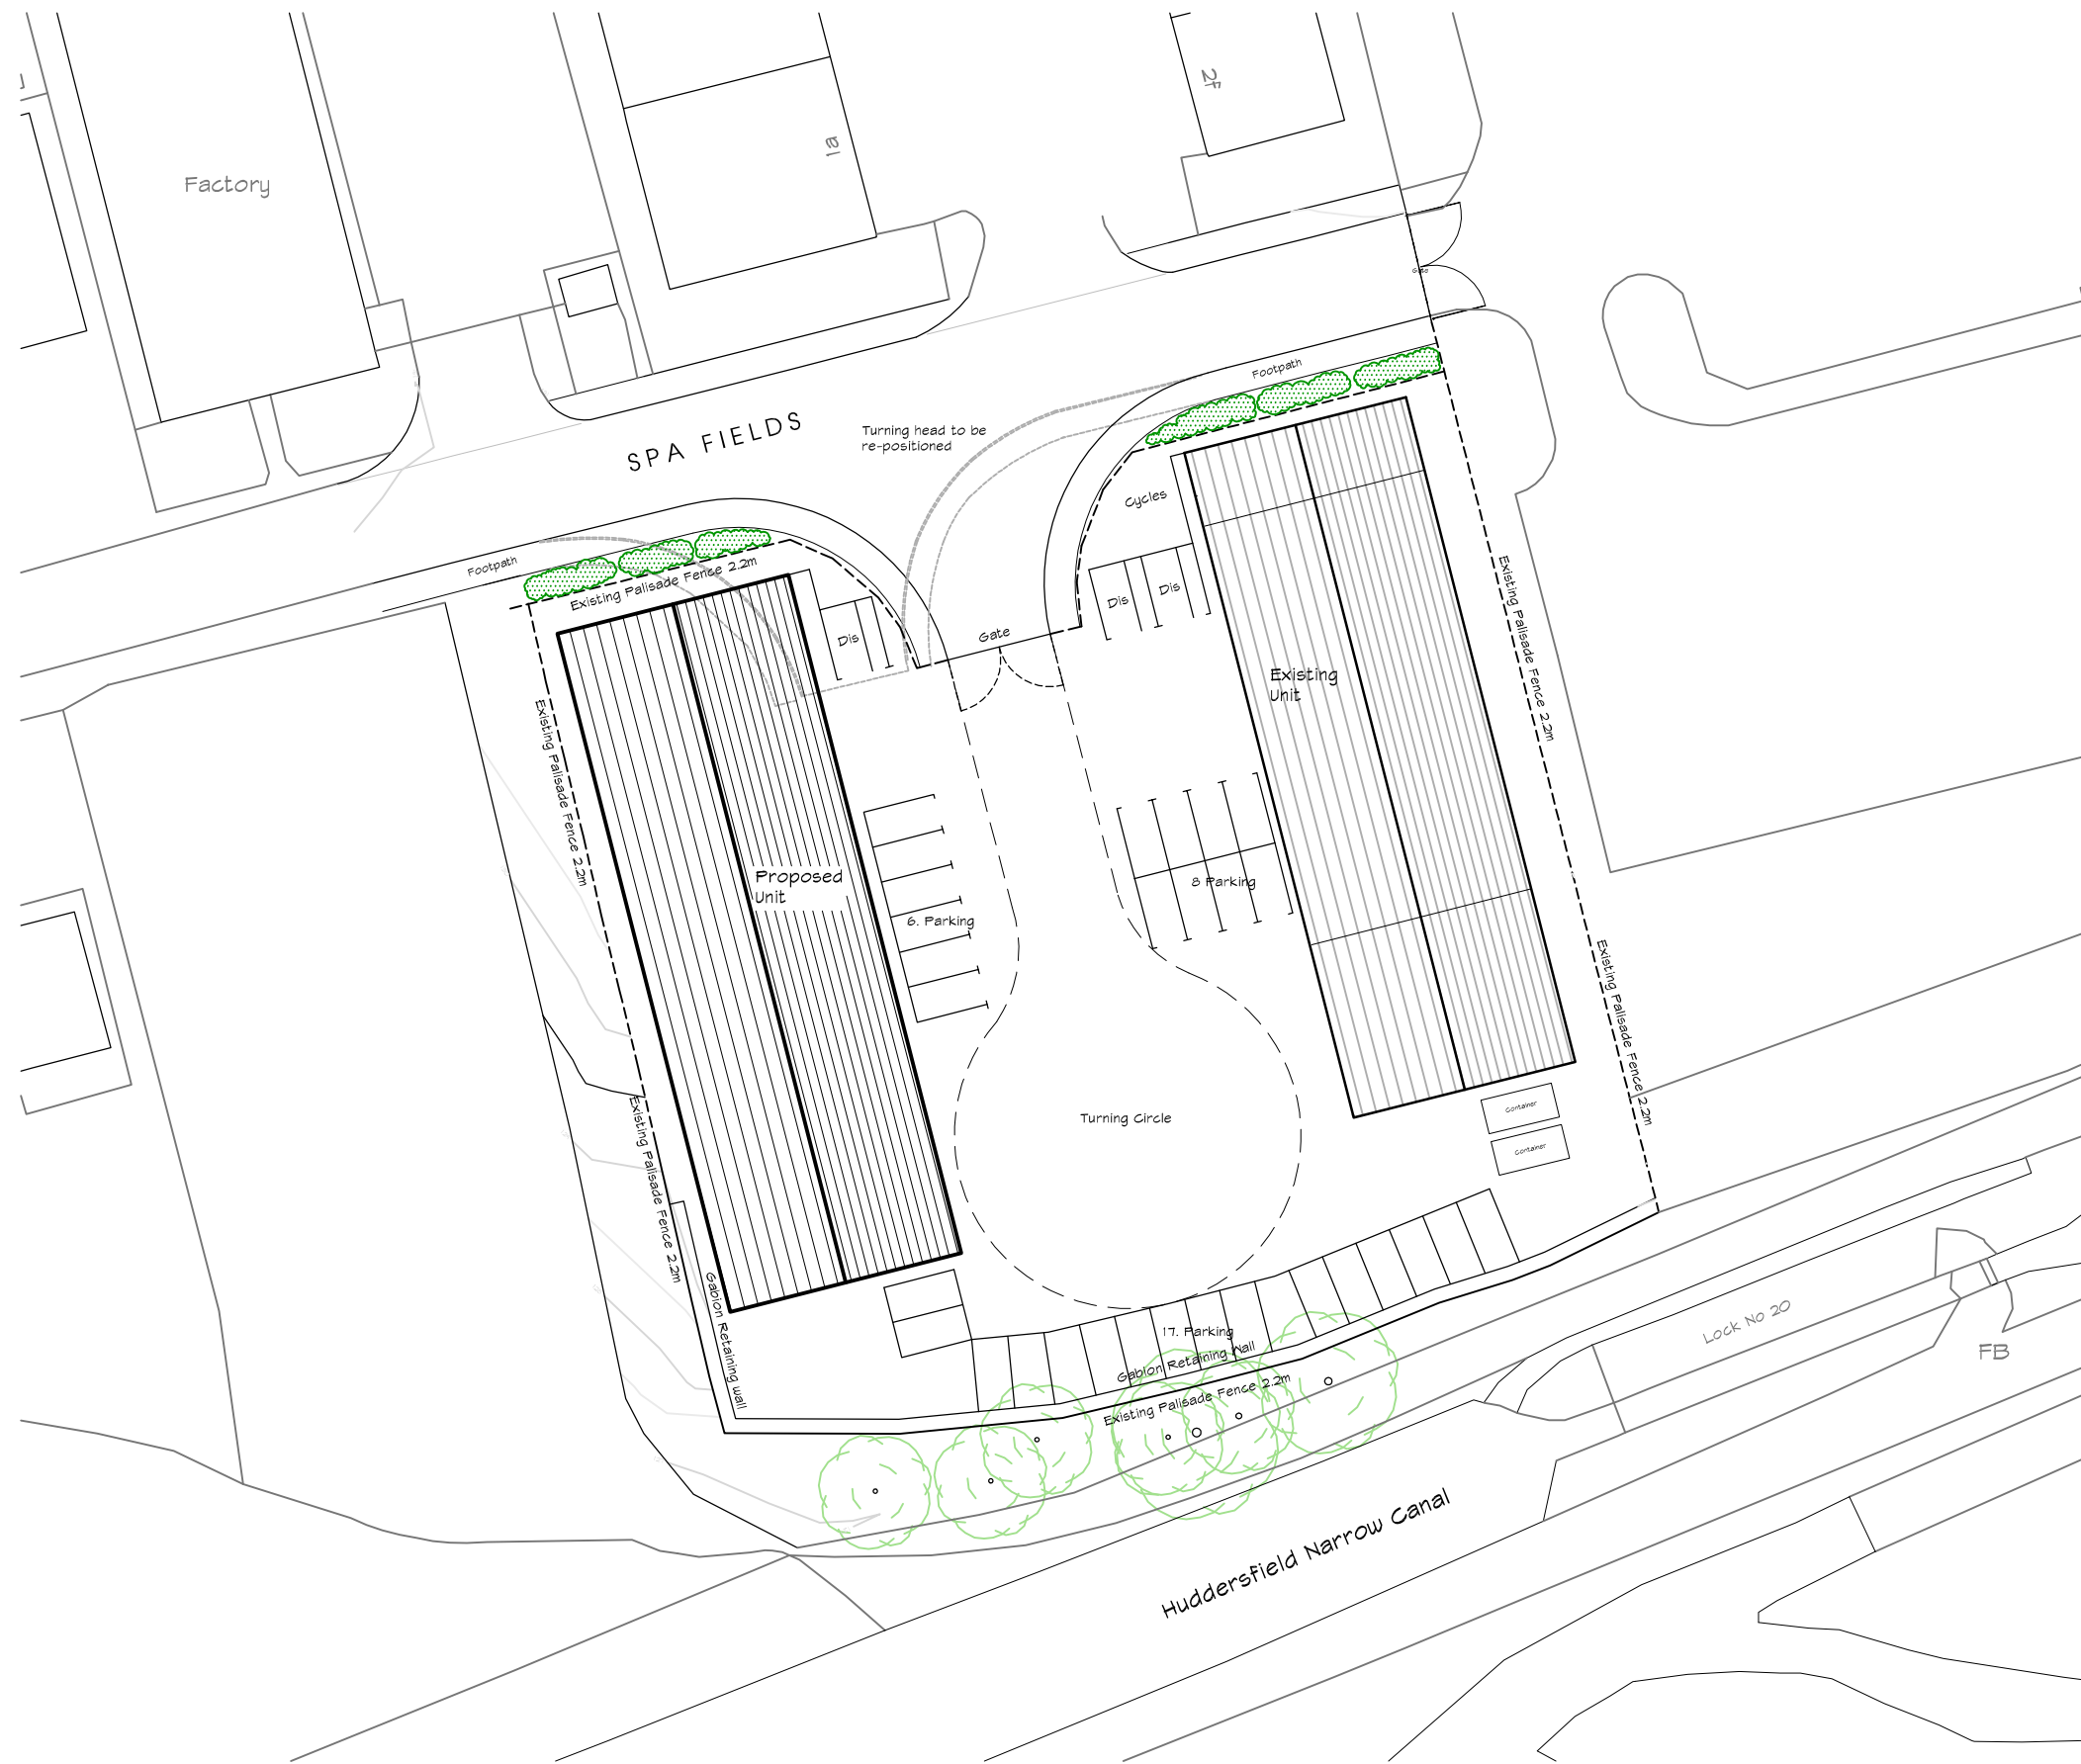 2f
1a
Factory
Gate
Footpath
SPA FIELDS
Turning head to be
re-positioned
Cycles
Footpath
Existing Palisade Fence 2.2m
Dis
Dis
Dis
Gate
Existing Palisade Fence 2.2m
Existing
Unit
Existing Palisade Fence 2.2m
Proposed
Unit
8 Parking
6. Parking
Existing Palisade Fence 2.2m
Turning Circle
Container
Container
Existing Palisade Fence 2.2m
Gabion Retaining wall
17. Parking
Gabion Retaining Wall
Existing Palisade Fence 2.2m
Lock No 20
FB
Huddersfield Narrow Canal